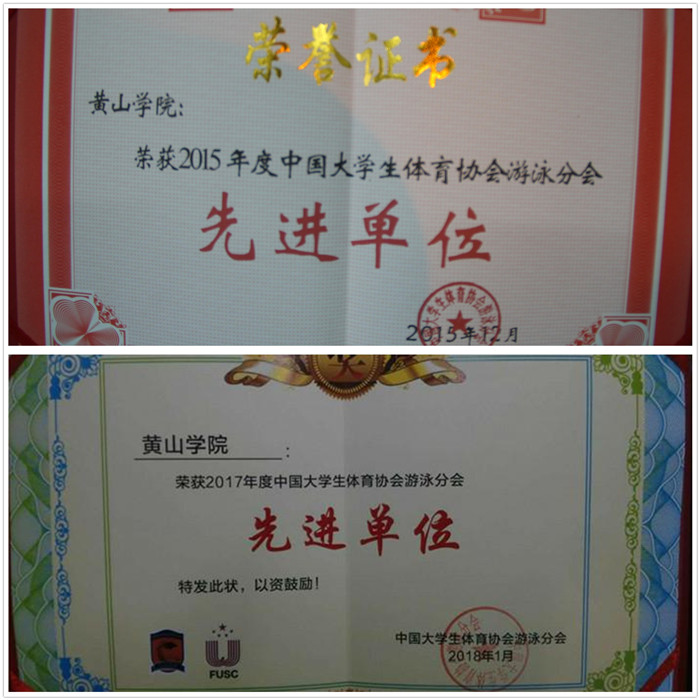 荣誉证书
黄山学院：
荣获2015年度中国大学生体育协会游泳分会
先进单位
2015年12月
奖
黄山学院：
荣获2017年度中国大学生体育协会游泳分会
先进单位
特发此状，以资鼓励！
FUSC
中国大学生体育协会游泳分会
2018年1月